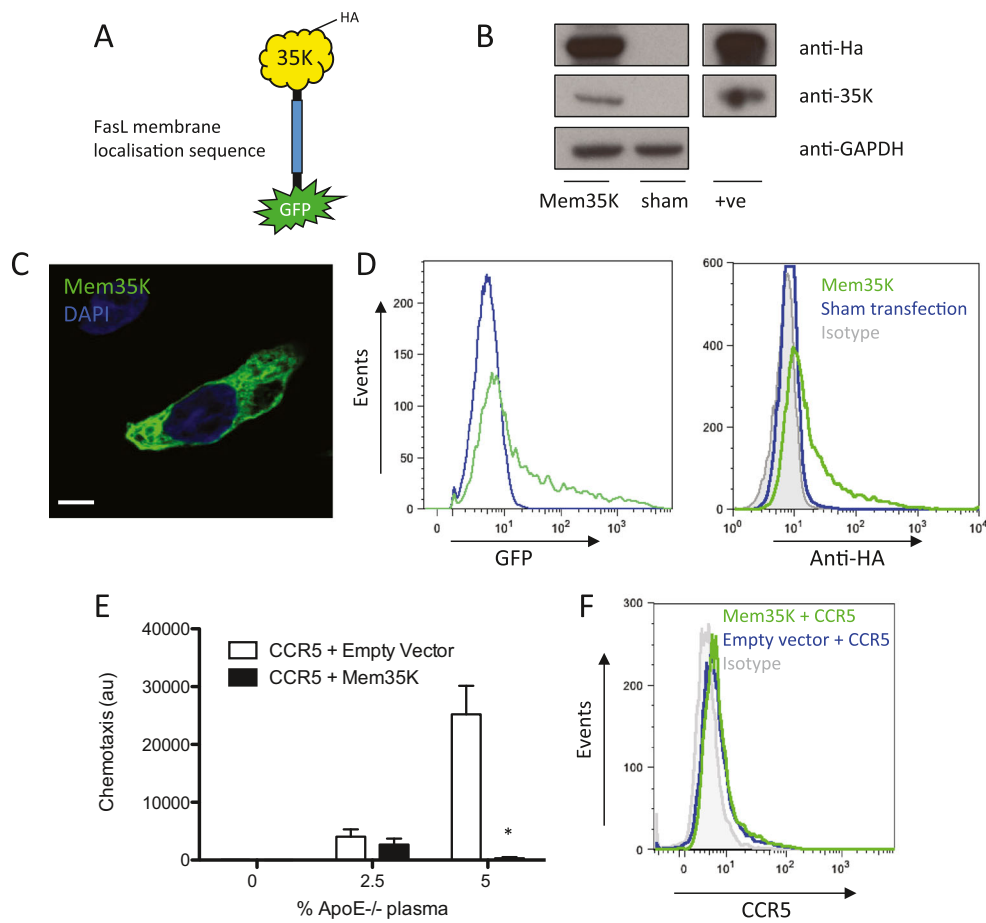 A
HA
35K
FasL membrane
localisation sequence
GFP
B
anti-Ha
anti-35K
anti-GAPDH
Mem35K sham +ve
C
Mem35K
DAPI
D
Events
200
150
100
50
0
0 10¹ 10² 10³
GFP
600
400
200
0
10⁰ 10¹ 10² 10³ 10⁴
Mem35K
Sham transfection
Isotype
Anti-HA
E
Chemotaxis (au)
40000
30000
20000
10000
0
CCR5 + Empty Vector
CCR5 + Mem35K
*
0 2.5 5
% ApoE-/- plasma
F
Events
300
200
100
0
Mem35K + CCR5
Empty vector + CCR5
Isotype
0 10¹ 10² 10³
CCR5